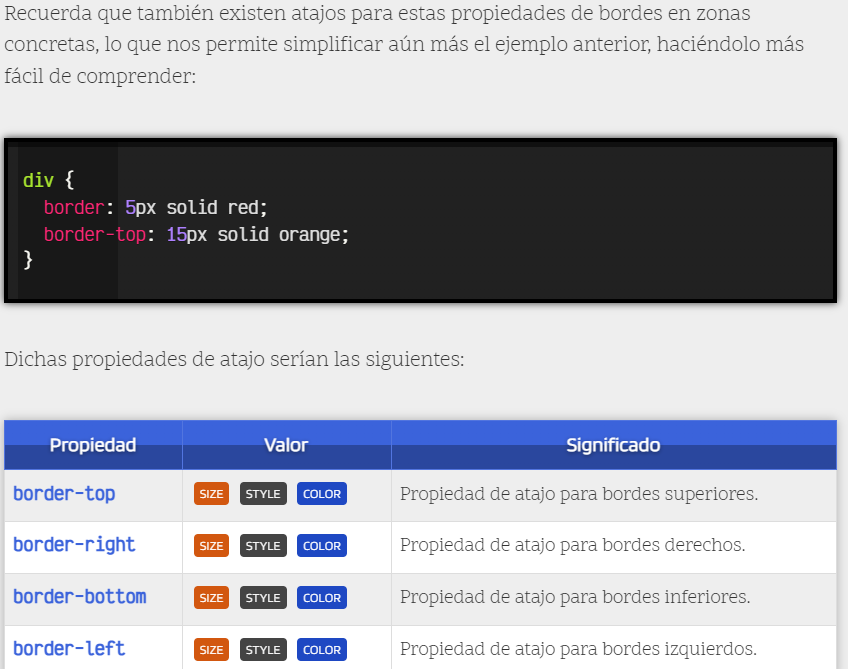 Recuerda que también existen atajos para estas propiedades de bordes en zonas
concretas, lo que nos permite simplificar aún más el ejemplo anterior, haciéndolo más
fácil de comprender:
div {
  border: 5px solid red;
  border-top: 15px solid orange;
}
Dichas propiedades de atajo serían las siguientes:
Propiedad Valor Significado
border-top SIZE STYLE COLOR Propiedad de atajo para bordes superiores.
border-right SIZE STYLE COLOR Propiedad de atajo para bordes derechos.
border-bottom SIZE STYLE COLOR Propiedad de atajo para bordes inferiores.
border-left SIZE STYLE COLOR Propiedad de atajo para bordes izquierdos.